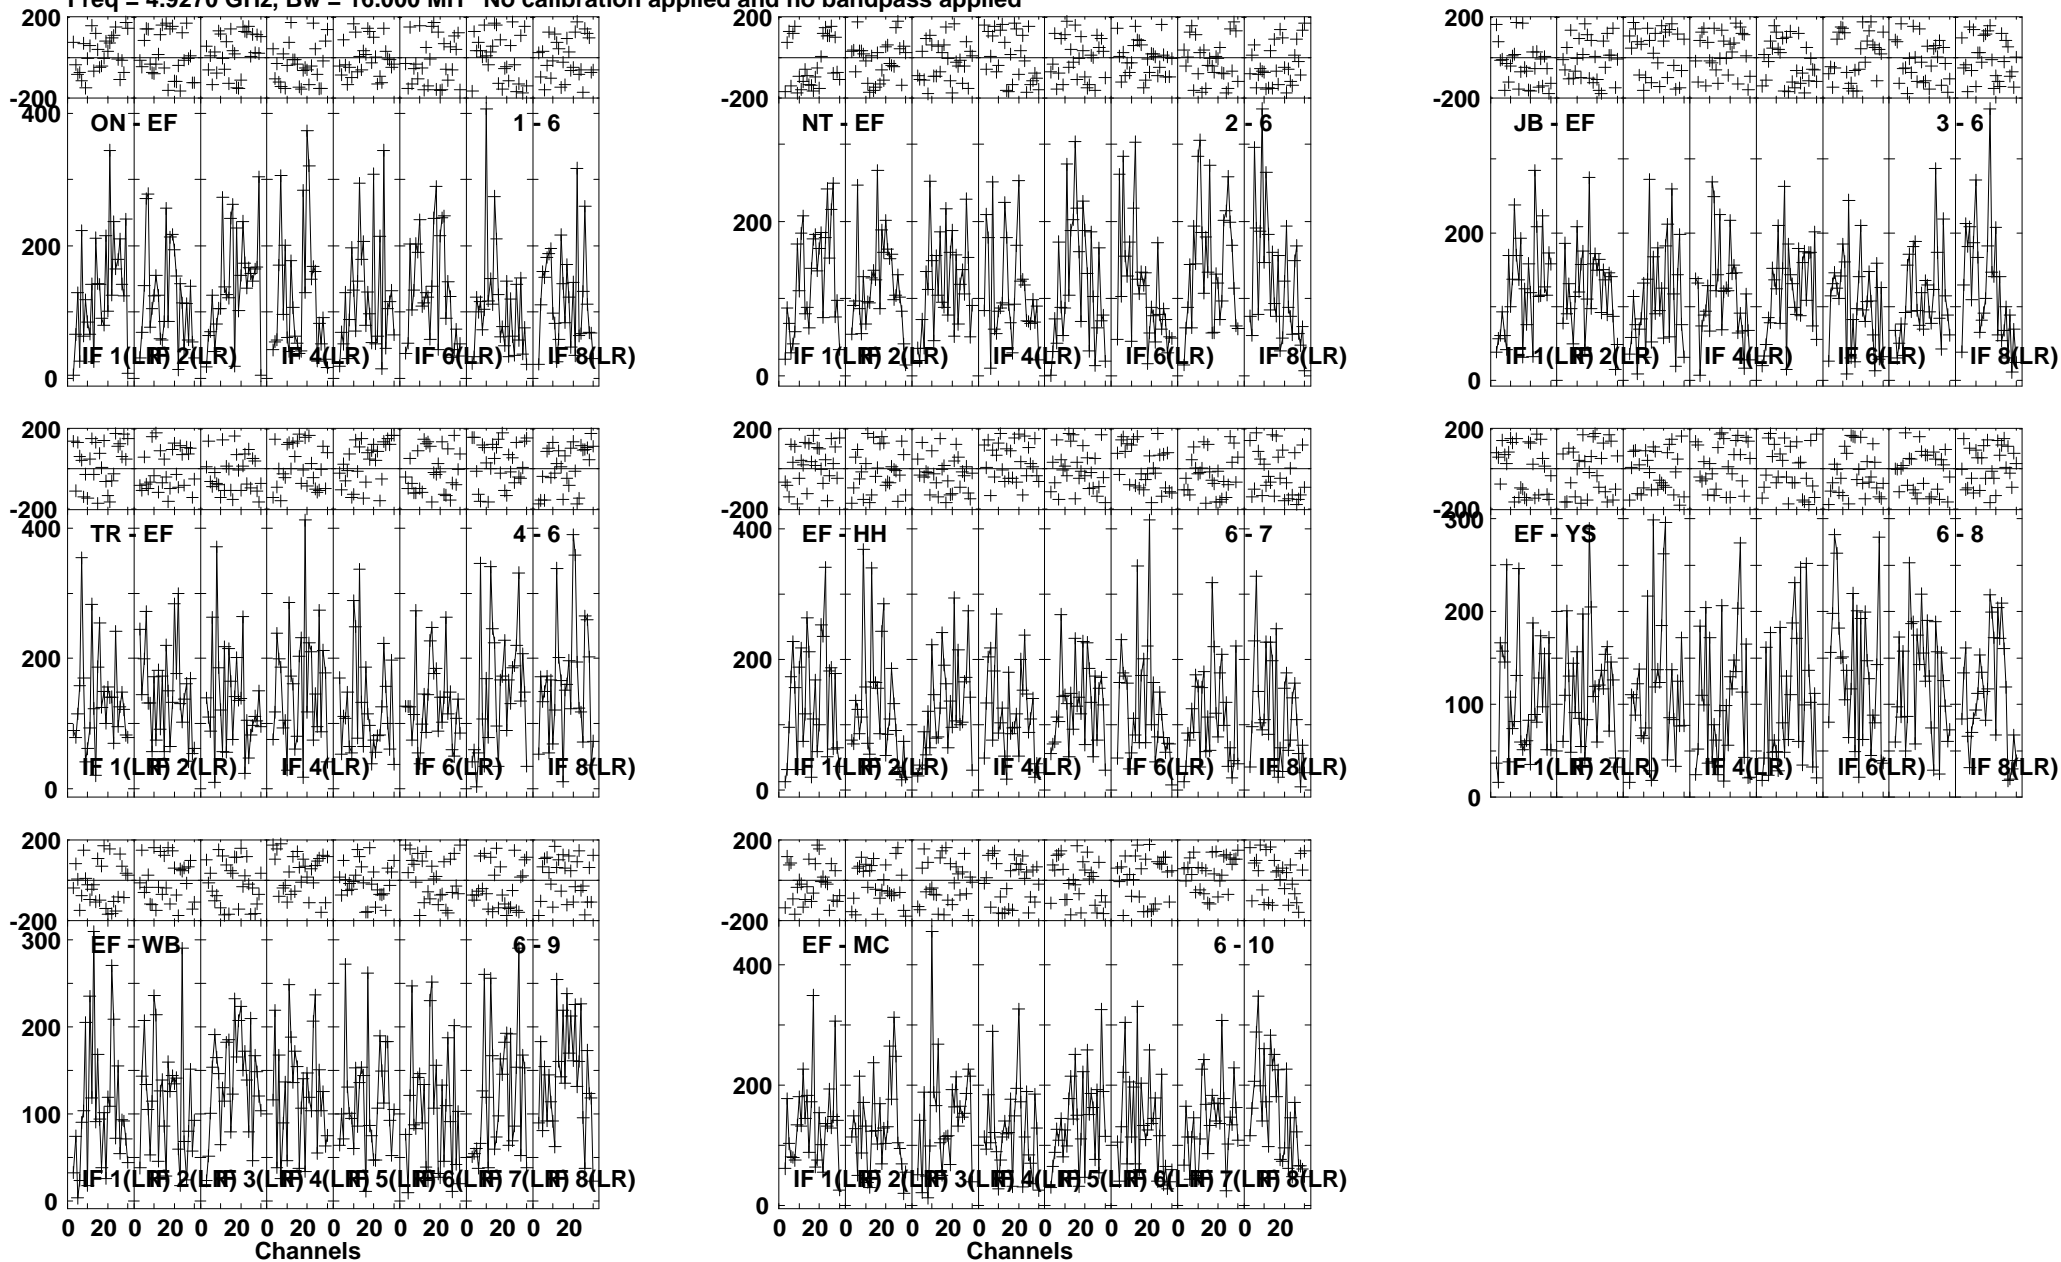 Freq = 4.9270 GHz, Bw = 16.000 MH No calibration applied and no bandpass applied
200 200 200
-200 -200 -200
400
ON - EF 1 - 6 NT - EF 2 - 6 JB - EF 3 - 6
200 200 200
IF 1(LR) IF 2(LR) IF 4(LR) IF 6(LR) IF 8(LR) IF 1(LR) IF 2(LR) IF 4(LR) IF 6(LR) IF 8(LR) IF 1(LR) IF 2(LR) IF 4(LR) IF 6(LR) IF 8(LR)
0 0 0
200 200 200
-200 -200 -200
400 400 300
TR - EF 4 - 6 EF - HH 6 - 7 EF - YS 6 - 8
200 200 200
100
IF 1(LR) IF 2(LR) IF 4(LR) IF 6(LR) IF 8(LR) IF 1(LR) IF 2(LR) IF 4(LR) IF 6(LR) IF 8(LR) IF 1(LR) IF 2(LR) IF 4(LR) IF 6(LR) IF 8(LR)
0 0 0
200 200
-200 -200
300
EF - WB 6 - 9 EF - MC 6 - 10
400
200
200
100
IF 1(LR) IF 2(LR) IF 3(LR) IF 4(LR) IF 5(LR) IF 6(LR) IF 7(LR) IF 8(LR) IF 1(LR) IF 2(LR) IF 3(LR) IF 4(LR) IF 5(LR) IF 6(LR) IF 7(LR) IF 8(LR)
0 0
0 20 0 20 0 20 0 20 0 20 0 20 0 20 0 20 0 20 0 20 0 20 0 20 0 20 0 20 0 20 0 20
Channels Channels